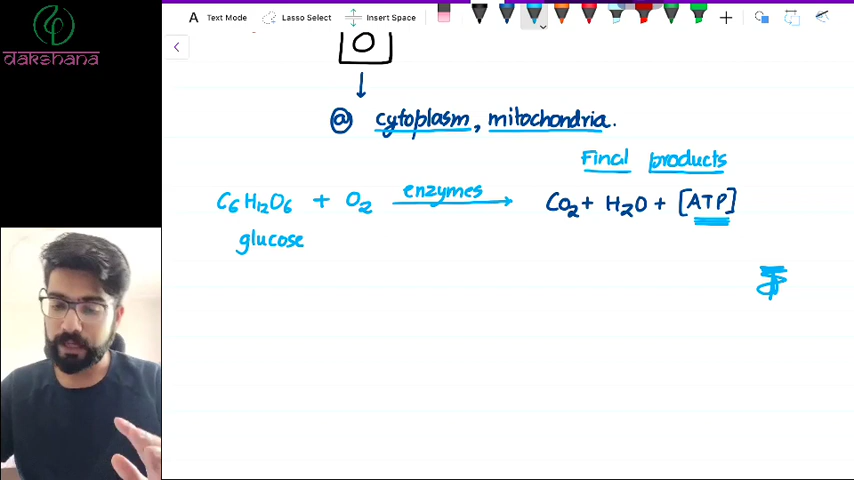 dakshana
A Text Mode Lasso Select Insert Space
@ cytoplasm, mitochondria.
Final products
C6H12O6 + O2 enzymes CO2 + H2O + [ATP]
glucose